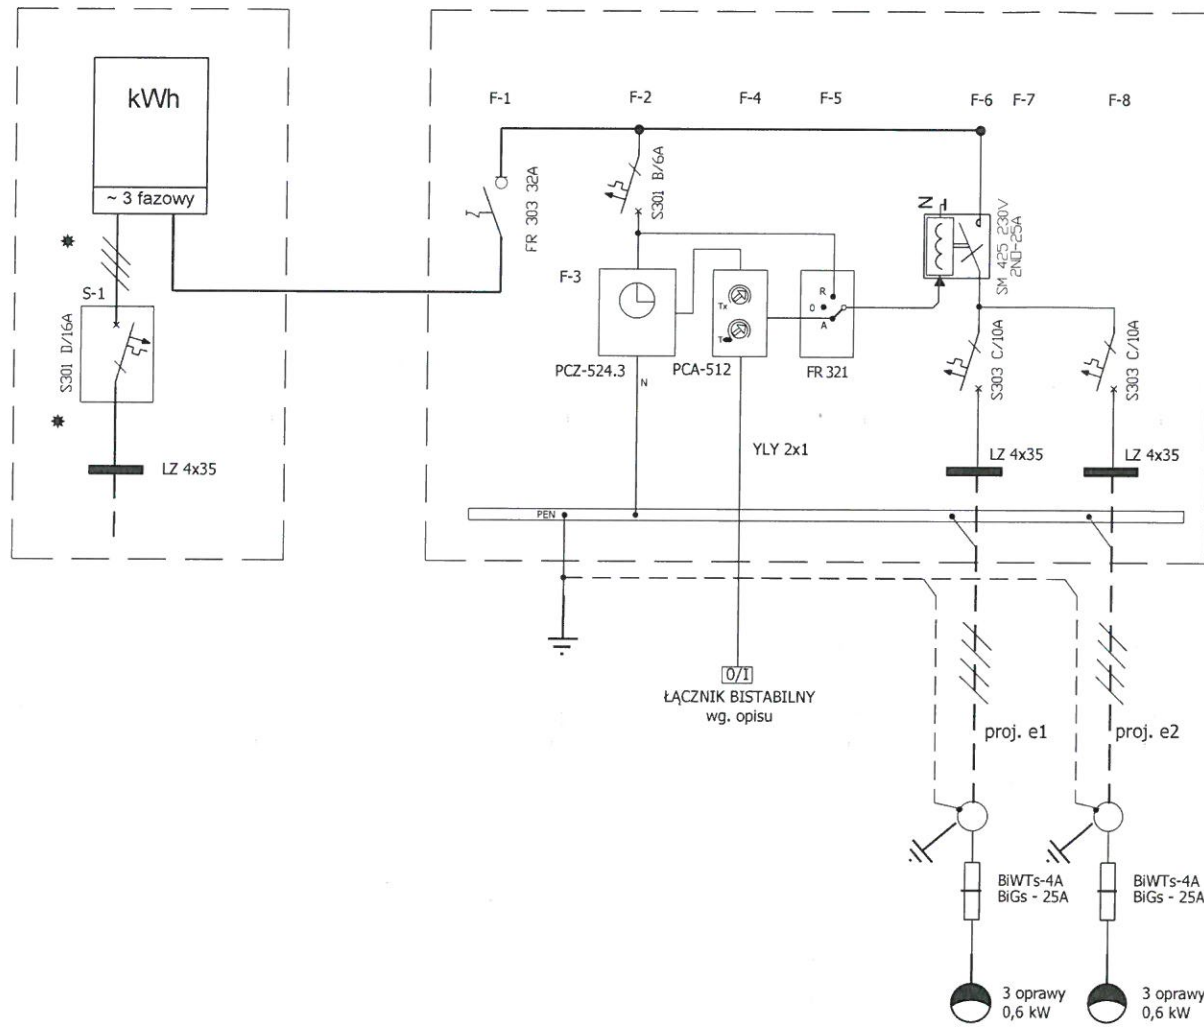 kWh
~ 3 fazowy
S-1
S301 D/16A
LZ 4x35
F-1
F-2
F-4
F-5
F-6
F-7
F-8
FR 303 32A
S301 B/6A
F-3
PCZ-524.3
N
Tx
T
PCA-512
R
0
A
FR 321
N
SM 425 230V
2NO-25A
S303 C/10A
S303 C/10A
YLY 2x1
LZ 4x35
LZ 4x35
PEN
0/I
ŁĄCZNIK BISTABILNY
wg. opisu
proj. e1
proj. e2
BiWTs-4A
BiGs - 25A
BiWTs-4A
BiGs - 25A
3 oprawy
0,6 kW
3 oprawy
0,6 kW